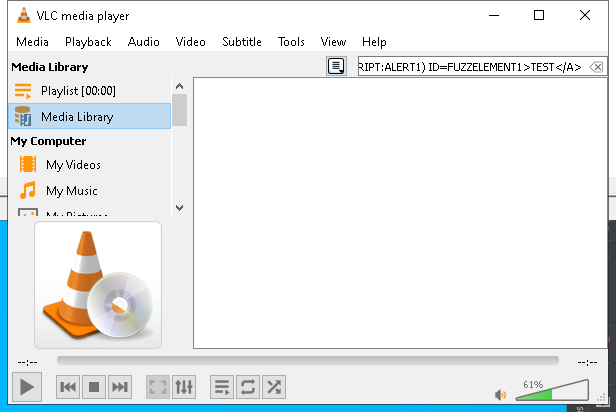 VLC media player
Media Playback Audio Video Subtitle Tools View Help
Media Library
RIPT:ALERT1) ID=FUZZELEMENT1>TEST</A>
Playlist [00:00]
Media Library
My Computer
My Videos
My Music
My Pictures
--:--
--:--
61%